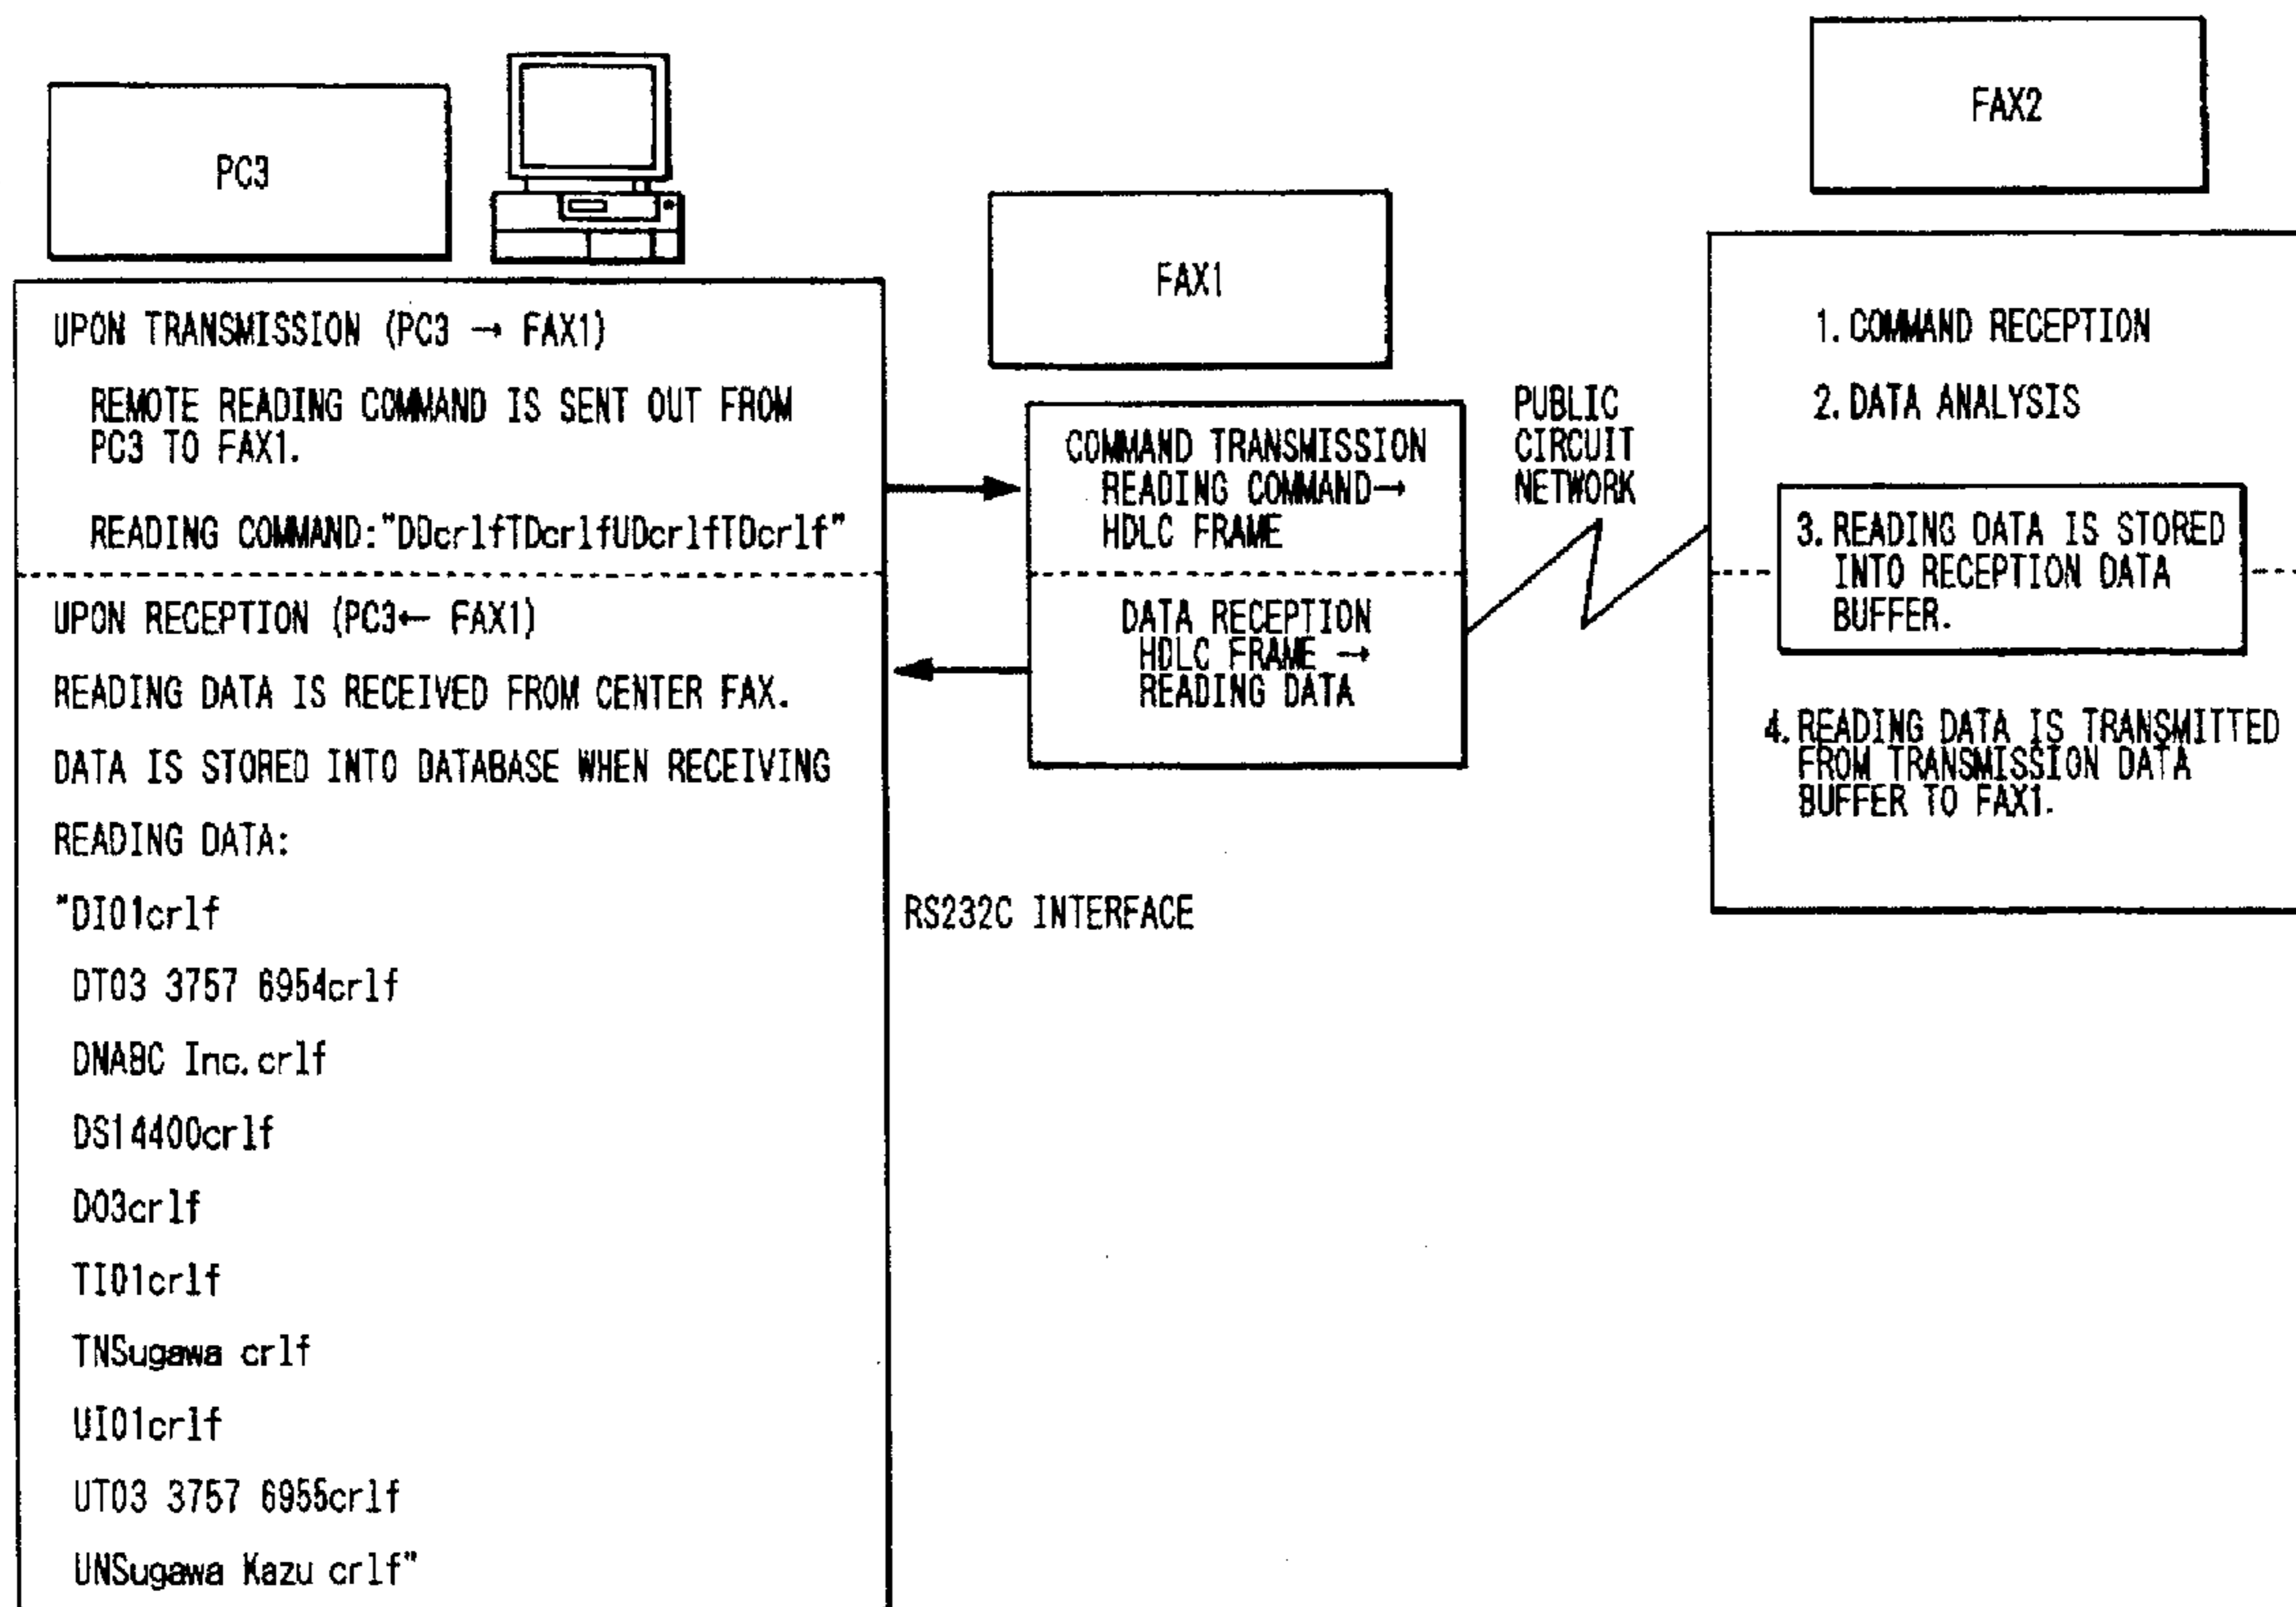 PC3
UPON TRANSMISSION (PC3 → FAX1)
REMOTE READING COMMAND IS SENT OUT FROM
PC3 TO FAX1.
READING COMMAND:"DDcrlfTDcrlfUDcrlfTDcrlf"
UPON RECEPTION (PC3← FAX1)
READING DATA IS RECEIVED FROM CENTER FAX.
DATA IS STORED INTO DATABASE WHEN RECEIVING
READING DATA:
"DI01crlf
DT03 3757 6954crlf
DNABC Inc.crlf
DS14400crlf
DO3crlf
TI01crlf
TNSugawa crlf
UI01crlf
UT03 3757 6955crlf
UNSugawa Kazu crlf"
RS232C INTERFACE
FAX1
COMMAND TRANSMISSION
READING COMMAND→
HDLC FRAME
DATA RECEPTION
HDLC FRAME →
READING DATA
PUBLIC
CIRCUIT
NETWORK
FAX2
1. COMMAND RECEPTION
2. DATA ANALYSIS
3. READING DATA IS STORED
INTO RECEPTION DATA
BUFFER.
4. READING DATA IS TRANSMITTED
FROM TRANSMISSION DATA
BUFFER TO FAX1.